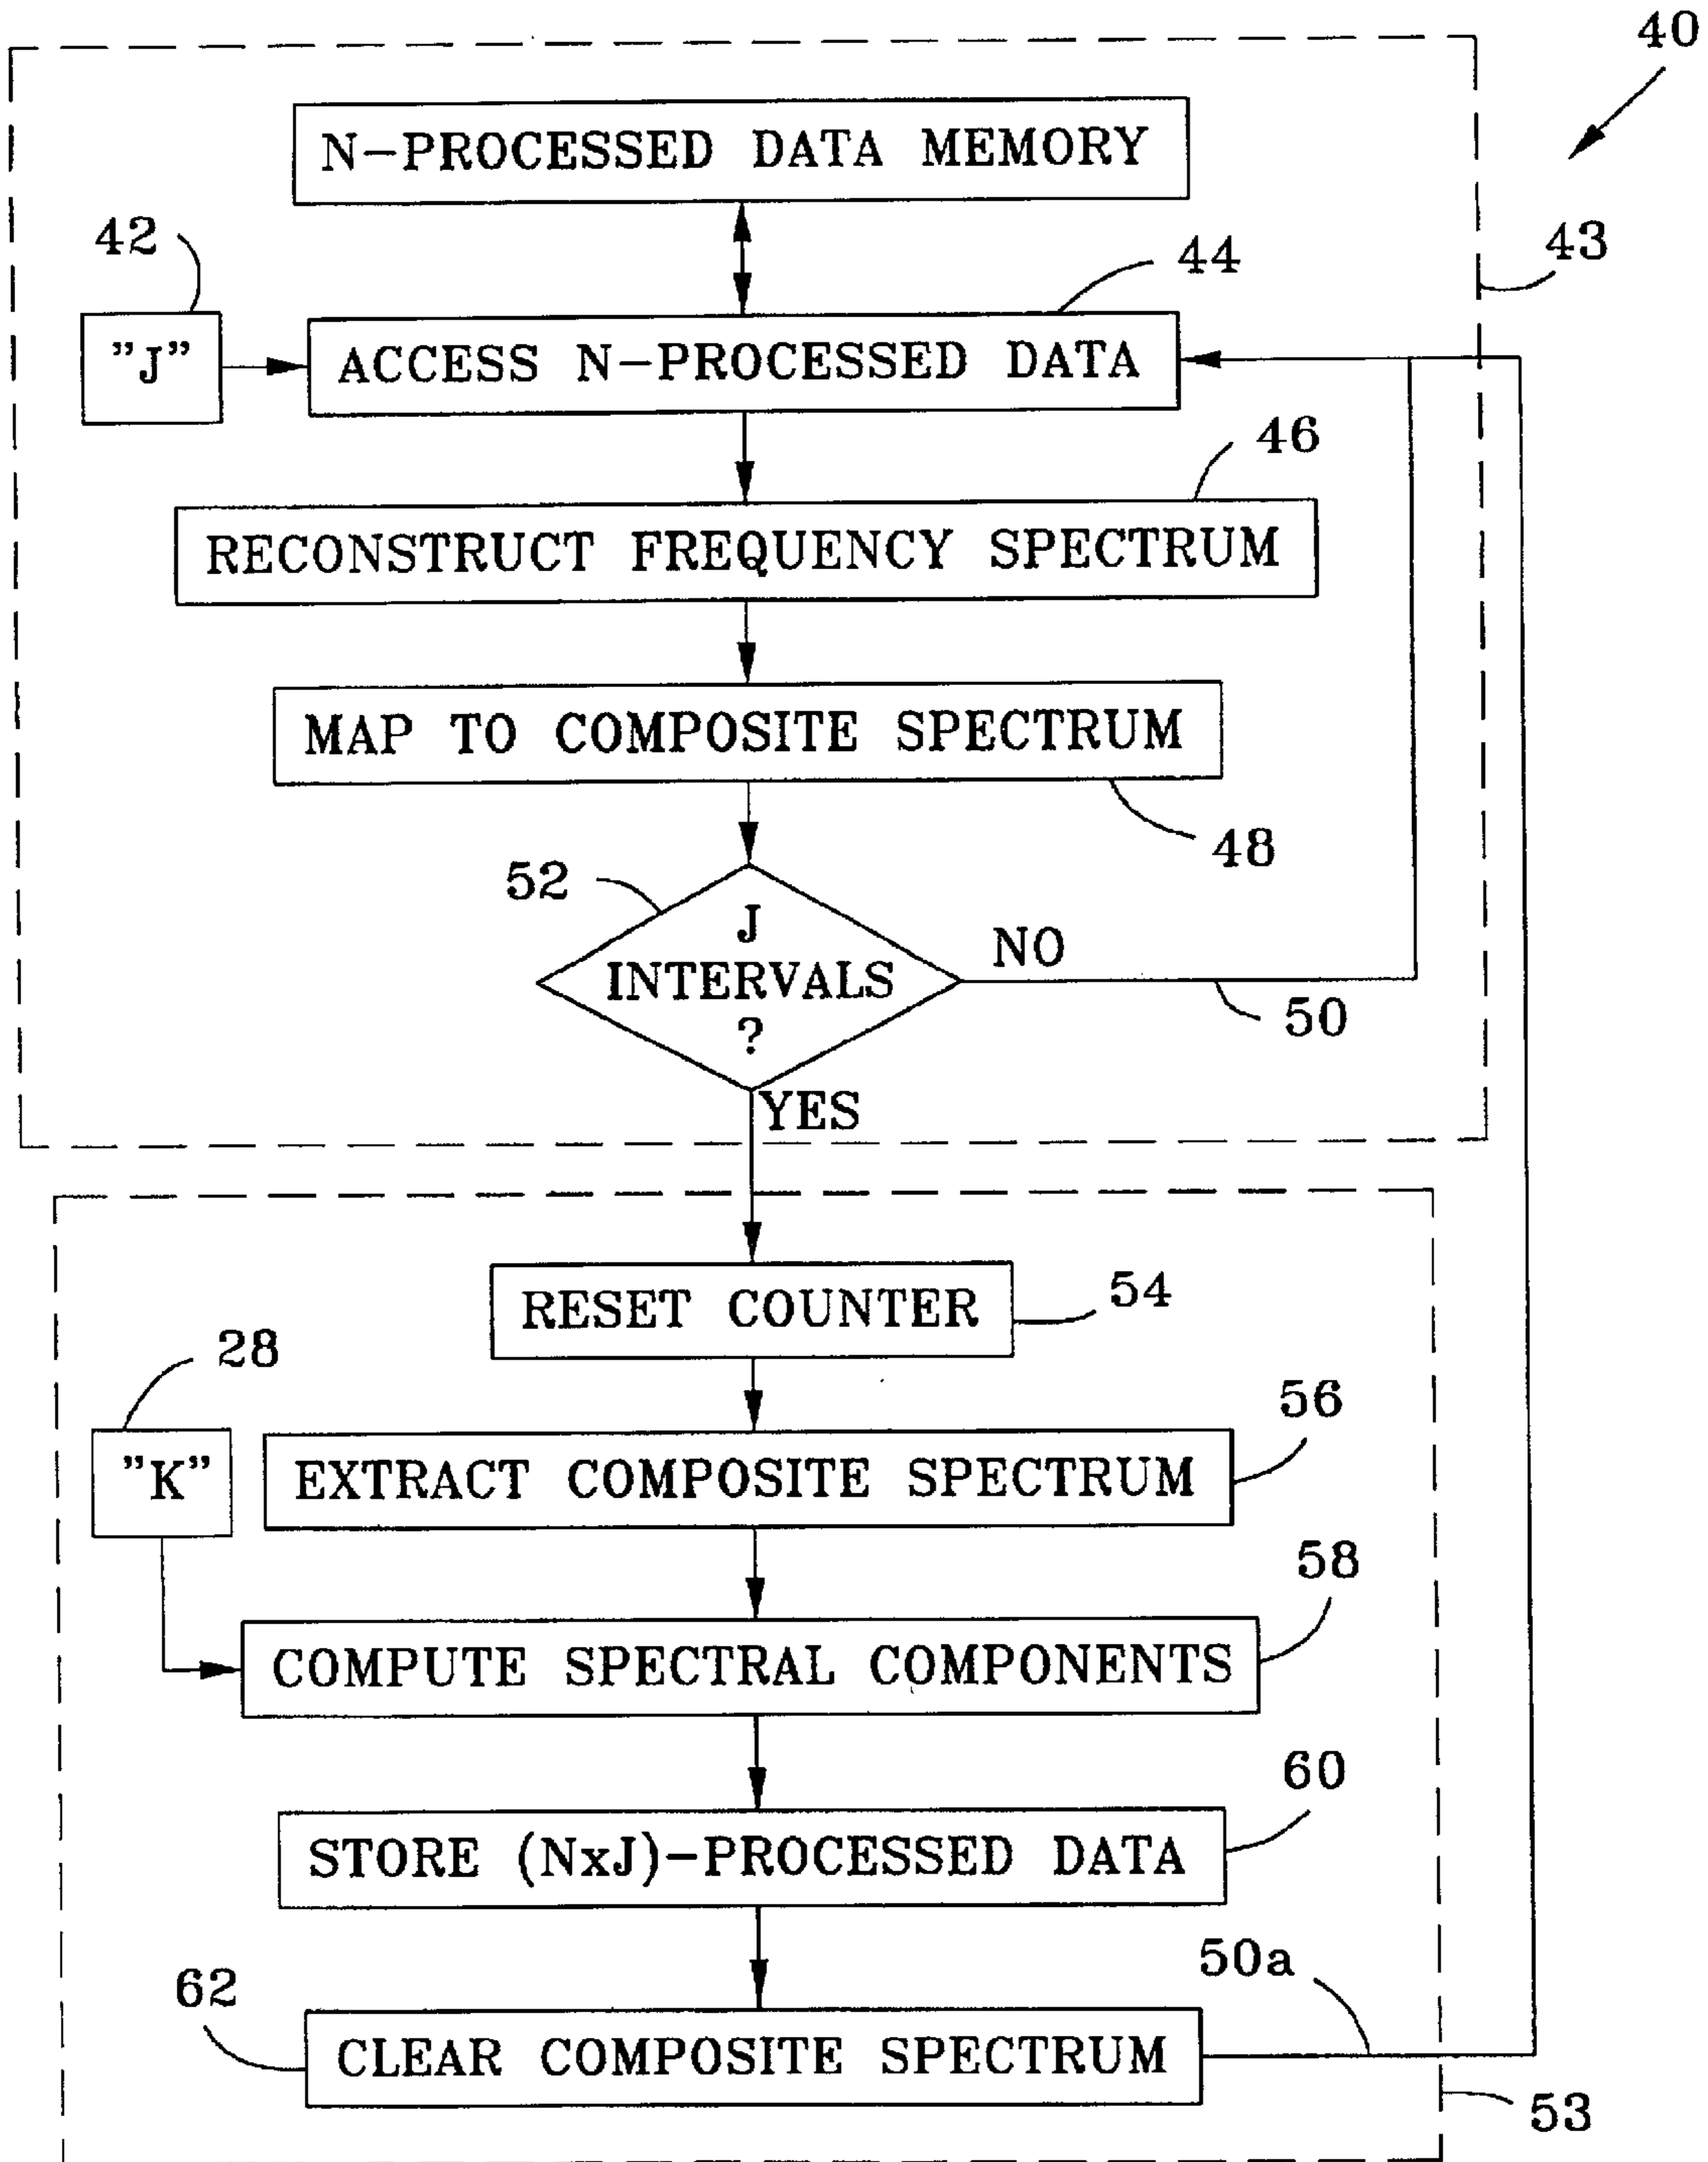 40
N-PROCESSED DATA MEMORY
42
44
43
"J"
ACCESS N-PROCESSED DATA
46
RECONSTRUCT FREQUENCY SPECTRUM
MAP TO COMPOSITE SPECTRUM
48
52
J
INTERVALS
?
NO
50
YES
RESET COUNTER
54
28
56
"K"
EXTRACT COMPOSITE SPECTRUM
58
COMPUTE SPECTRAL COMPONENTS
60
STORE (NxJ)-PROCESSED DATA
50a
62
CLEAR COMPOSITE SPECTRUM
53